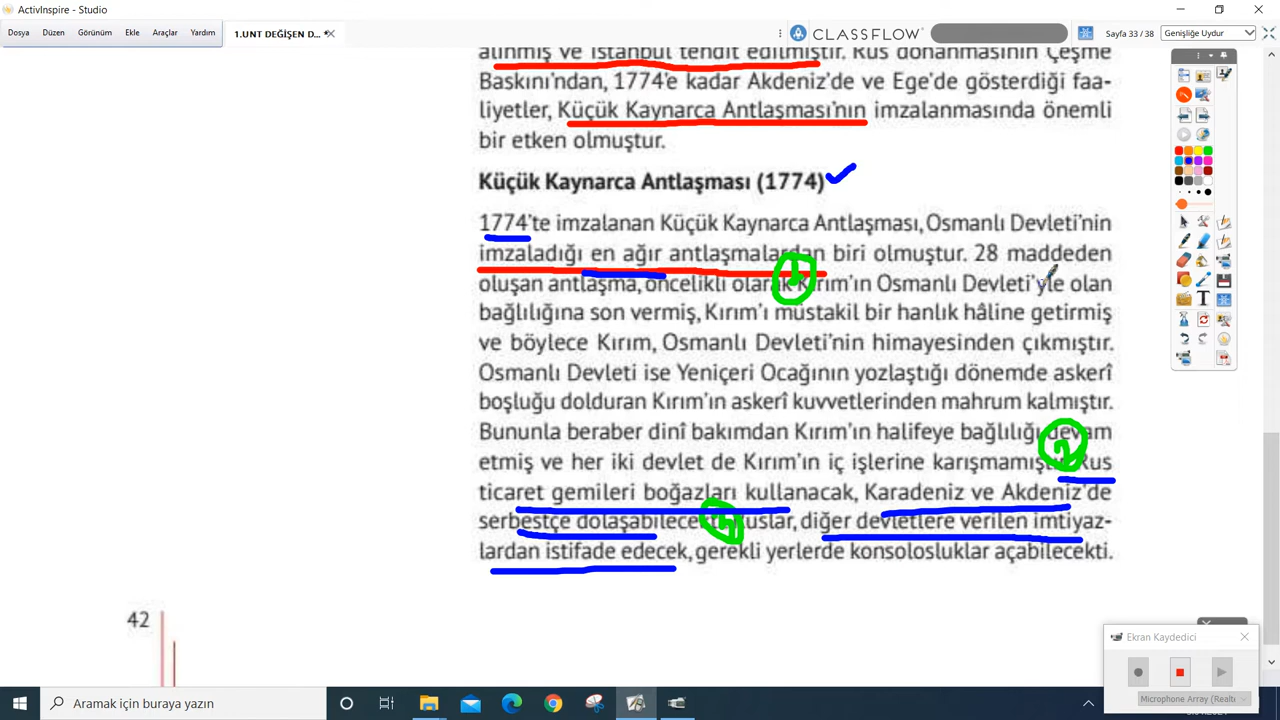 ActivInspire - Studio
Dosya Düzen Görünüm Ekle Araçlar Yardım
1.UNT DEĞİŞEN D...
CLASSFLOW
Sayfa 33 / 38
Genişliğe Uydur
alınmış ve İstanbul tehdit edilmiştir. Rus donanmasının Çeşme
Baskını'ndan, 1774'e kadar Akdeniz'de ve Ege'de gösterdiği faa-
liyetler, Küçük Kaynarca Antlaşması'nın imzalanmasında önemli
bir etken olmuştur.
Küçük Kaynarca Antlaşması (1774)
1774'te imzalanan Küçük Kaynarca Antlaşması, Osmanlı Devleti'nin
imzaladığı en ağır antlaşmalardan biri olmuştur. 28 maddeden
oluşan antlaşma, öncelikli olarak Kırım'ın Osmanlı Devleti'yle olan
bağlılığına son vermiş, Kırım'ı müstakil bir hanlık hâline getirmiş
ve böylece Kırım, Osmanlı Devleti'nin himayesinden çıkmıştır.
Osmanlı Devleti ise Yeniçeri Ocağının yozlaştığı dönemde askerî
boşluğu dolduran Kırım'ın askerî kuvvetlerinden mahrum kalmıştır.
Bununla beraber dinî bakımdan Kırım'ın halifeye bağlılığı devam
etmiş ve her iki devlet de Kırım'ın iç işlerine karışmamıştır. Rus
ticaret gemileri boğazları kullanacak, Karadeniz ve Akdeniz'de
serbestçe dolaşabilecek Ruslar, diğer devletlere verilen imtiyaz-
lardan istifade edecek, gerekli yerlerde konsolosluklar açabilecekti.
1
2
42
Ekran Kaydedici
Microphone Array (Realt
Aramak için buraya yazın